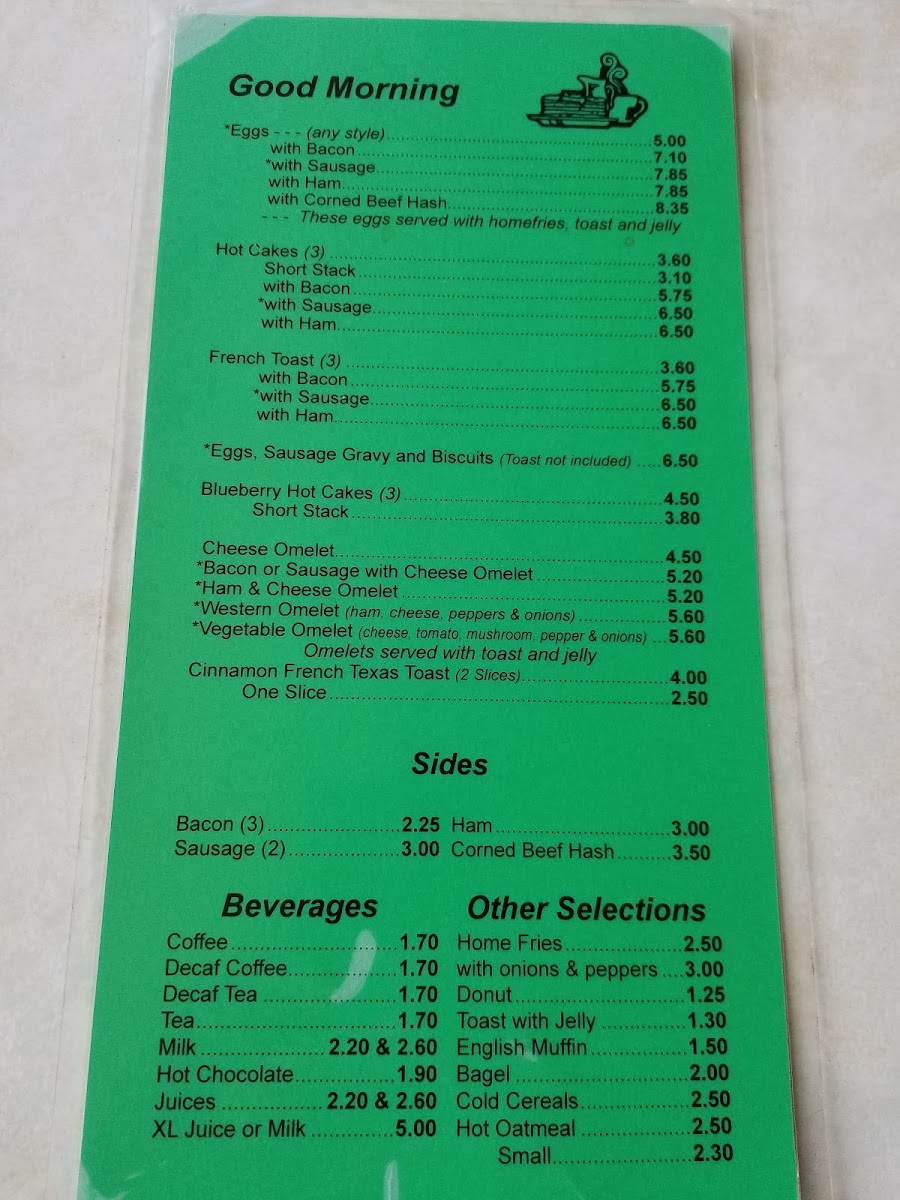 Good Morning
*Eggs - - - (any style) 5.00
with Bacon 7.10
*with Sausage 7.85
with Ham 7.85
with Corned Beef Hash 8.35
- - - These eggs served with homefries, toast and jelly
Hot Cakes (3) 3.60
Short Stack 3.10
with Bacon 5.75
*with Sausage 6.50
with Ham 6.50
French Toast (3) 3.60
with Bacon 5.75
*with Sausage 6.50
with Ham 6.50
*Eggs, Sausage Gravy and Biscuits (Toast not included) 6.50
Blueberry Hot Cakes (3) 4.50
Short Stack 3.80
Cheese Omelet 4.50
*Bacon or Sausage with Cheese Omelet 5.20
*Ham & Cheese Omelet 5.20
*Western Omelet (ham, cheese, peppers & onions) 5.60
*Vegetable Omelet (cheese, tomato, mushroom, pepper & onions) 5.60
Omelets served with toast and jelly
Cinnamon French Texas Toast (2 Slices) 4.00
One Slice 2.50
Sides
Bacon (3) 2.25
Sausage (2) 3.00
Ham 3.00
Corned Beef Hash 3.50
Beverages
Coffee 1.70
Decaf Coffee 1.70
Decaf Tea 1.70
Tea 1.70
Milk 2.20 & 2.60
Hot Chocolate 1.90
Juices 2.20 & 2.60
XL Juice or Milk 5.00
Other Selections
Home Fries 2.50
with onions & peppers 3.00
Donut 1.25
Toast with Jelly 1.30
English Muffin 1.50
Bagel 2.00
Cold Cereals 2.50
Hot Oatmeal 2.50
Small 2.30